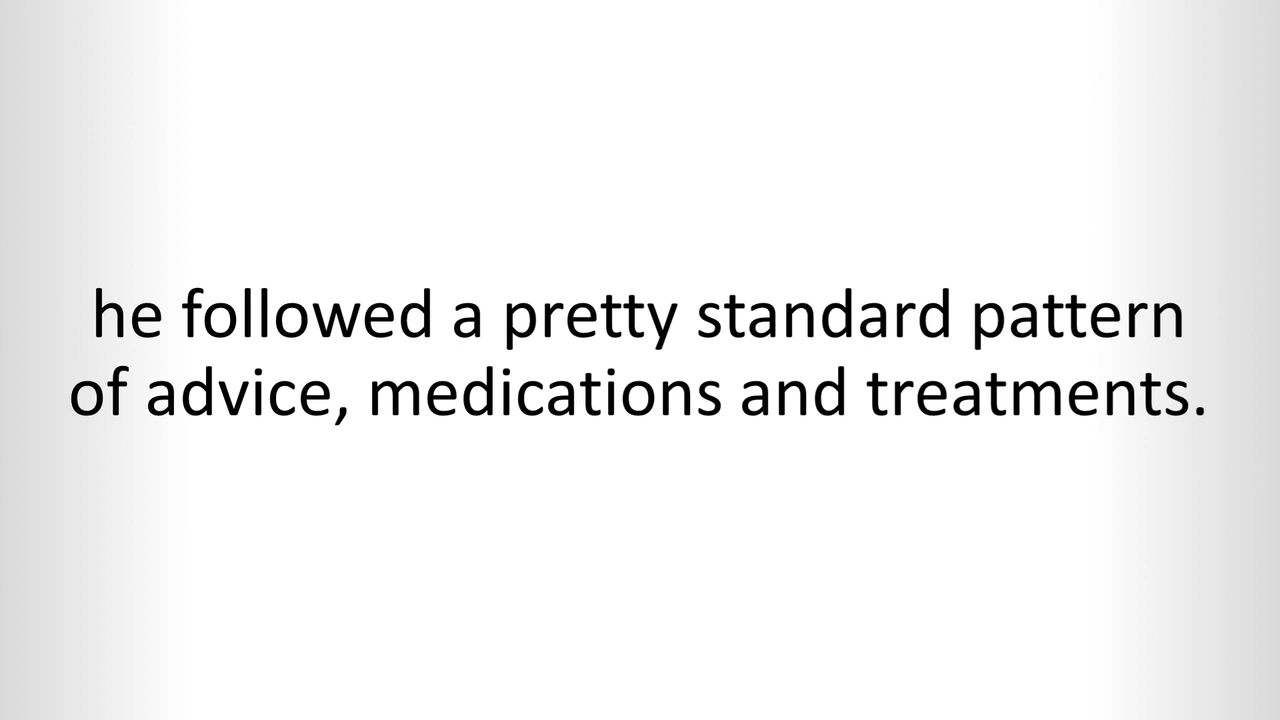 he followed a pretty standard pattern
of advice, medications and treatments.